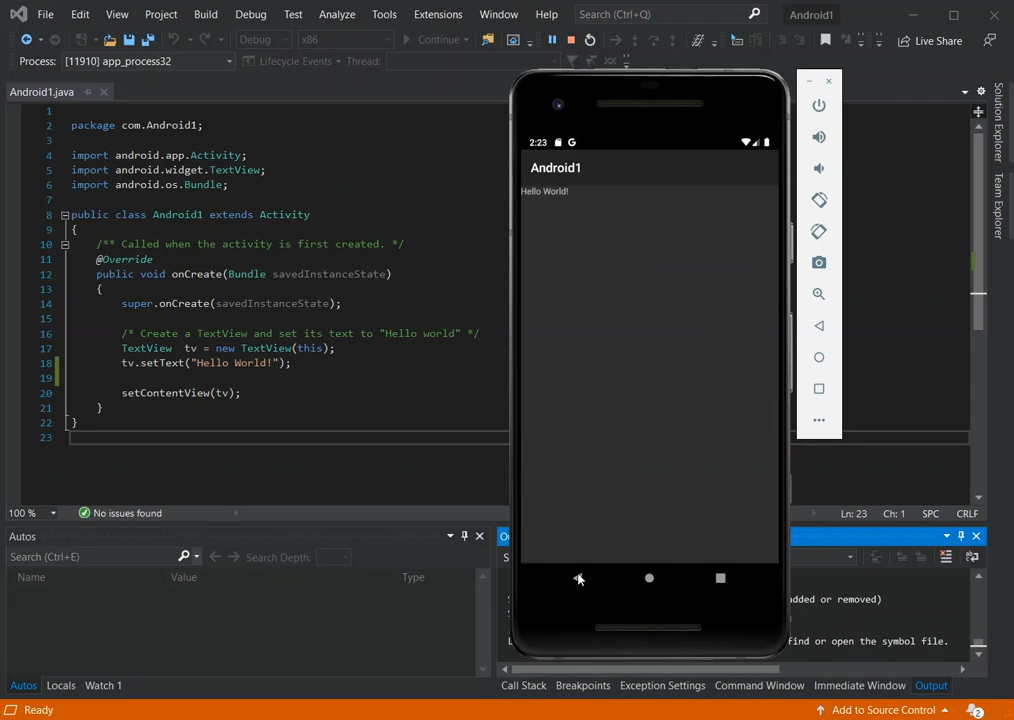 File Edit View Project Build Debug Test Analyze Tools Extensions Window Help Search (Ctrl+Q) Android1
Debug x86 Continue Live Share
Process: [11910] app_process32 Lifecycle Events Thread:
Android1.java
1
2 package com.Android1;
3
4 import android.app.Activity;
5 import android.widget.TextView;
6 import android.os.Bundle;
7
8 public class Android1 extends Activity
9 {
10 /** Called when the activity is first created. */
11 @Override
12 public void onCreate(Bundle savedInstanceState)
13 {
14 super.onCreate(savedInstanceState);
15
16 /* Create a TextView and set its text to "Hello world" */
17 TextView tv = new TextView(this);
18 tv.setText("Hello World!");
19
20 setContentView(tv);
21 }
22 }
23
2:23 G
Android1
Hello World!
Solution Explorer
Team Explorer
100 % No issues found Ln: 23 Ch: 1 SPC CRLF
Autos
Search (Ctrl+E) Search Depth:
Name Value Type
added or removed)
find or open the symbol file.
Autos Locals Watch 1
Call Stack Breakpoints Exception Settings Command Window Immediate Window Output
Ready Add to Source Control 2